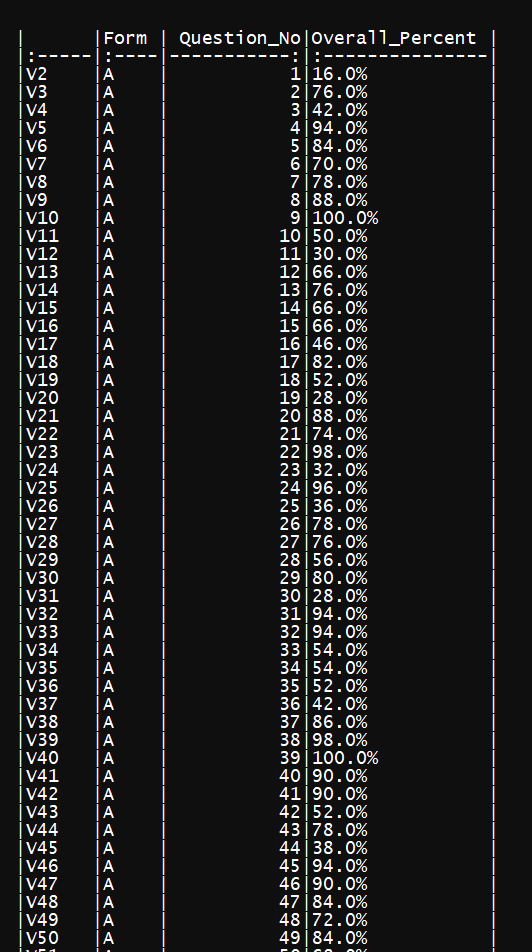 |      |Form | Question_No|Overall_Percent |
|:-----|:----|-----------:|:---------------|
|V2    |A    |           1|16.0%           |
|V3    |A    |           2|76.0%           |
|V4    |A    |           3|42.0%           |
|V5    |A    |           4|94.0%           |
|V6    |A    |           5|84.0%           |
|V7    |A    |           6|70.0%           |
|V8    |A    |           7|78.0%           |
|V9    |A    |           8|88.0%           |
|V10   |A    |           9|100.0%          |
|V11   |A    |          10|50.0%           |
|V12   |A    |          11|30.0%           |
|V13   |A    |          12|66.0%           |
|V14   |A    |          13|76.0%           |
|V15   |A    |          14|66.0%           |
|V16   |A    |          15|66.0%           |
|V17   |A    |          16|46.0%           |
|V18   |A    |          17|82.0%           |
|V19   |A    |          18|52.0%           |
|V20   |A    |          19|28.0%           |
|V21   |A    |          20|88.0%           |
|V22   |A    |          21|74.0%           |
|V23   |A    |          22|98.0%           |
|V24   |A    |          23|32.0%           |
|V25   |A    |          24|96.0%           |
|V26   |A    |          25|36.0%           |
|V27   |A    |          26|78.0%           |
|V28   |A    |          27|76.0%           |
|V29   |A    |          28|56.0%           |
|V30   |A    |          29|80.0%           |
|V31   |A    |          30|28.0%           |
|V32   |A    |          31|94.0%           |
|V33   |A    |          32|94.0%           |
|V34   |A    |          33|54.0%           |
|V35   |A    |          34|54.0%           |
|V36   |A    |          35|52.0%           |
|V37   |A    |          36|42.0%           |
|V38   |A    |          37|86.0%           |
|V39   |A    |          38|98.0%           |
|V40   |A    |          39|100.0%          |
|V41   |A    |          40|90.0%           |
|V42   |A    |          41|90.0%           |
|V43   |A    |          42|52.0%           |
|V44   |A    |          43|78.0%           |
|V45   |A    |          44|38.0%           |
|V46   |A    |          45|94.0%           |
|V47   |A    |          46|90.0%           |
|V48   |A    |          47|84.0%           |
|V49   |A    |          48|72.0%           |
|V50   |A    |          49|84.0%           |